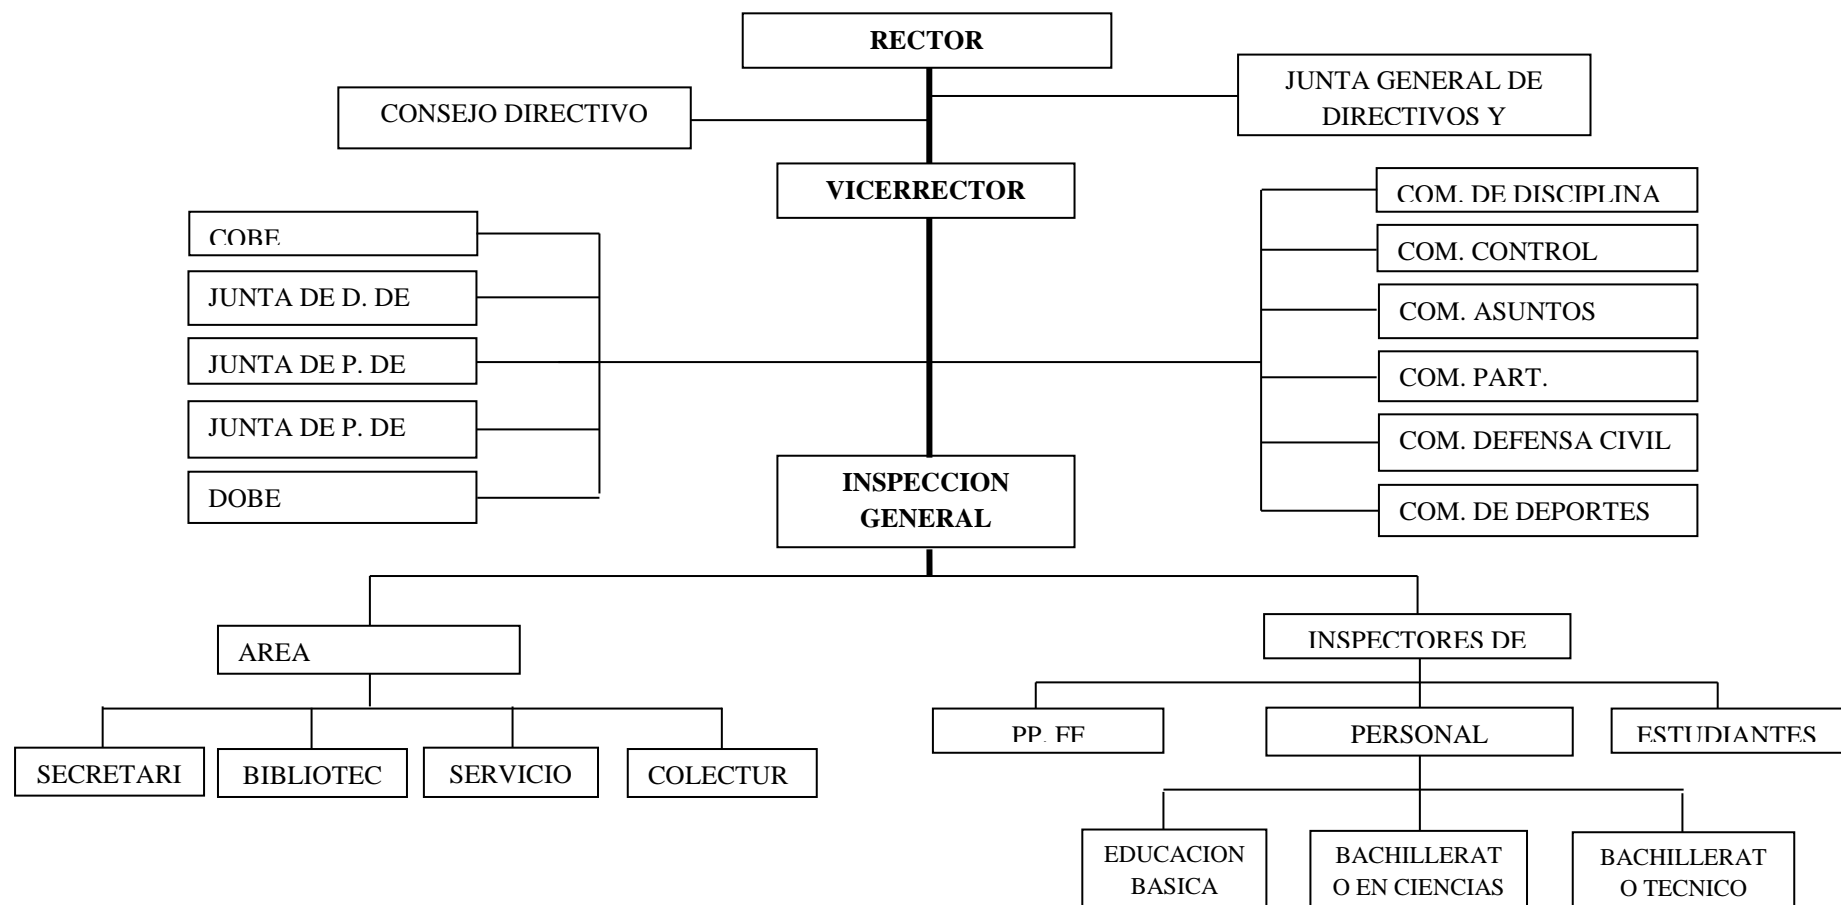 RECTOR
CONSEJO DIRECTIVO
JUNTA GENERAL DE
DIRECTIVOS Y
VICERRECTOR
COBE
JUNTA DE D. DE
JUNTA DE P. DE
JUNTA DE P. DE
DOBE
COM. DE DISCIPLINA
COM. CONTROL
COM. ASUNTOS
COM. PART.
COM. DEFENSA CIVIL
COM. DE DEPORTES
INSPECCION
GENERAL
AREA
INSPECTORES DE
SECRETARI
BIBLIOTEC
SERVICIO
COLECTUR
PP. FF
PERSONAL
ESTUDIANTES
EDUCACION
BASICA
BACHILLERAT
O EN CIENCIAS
BACHILLERAT
O TECNICO